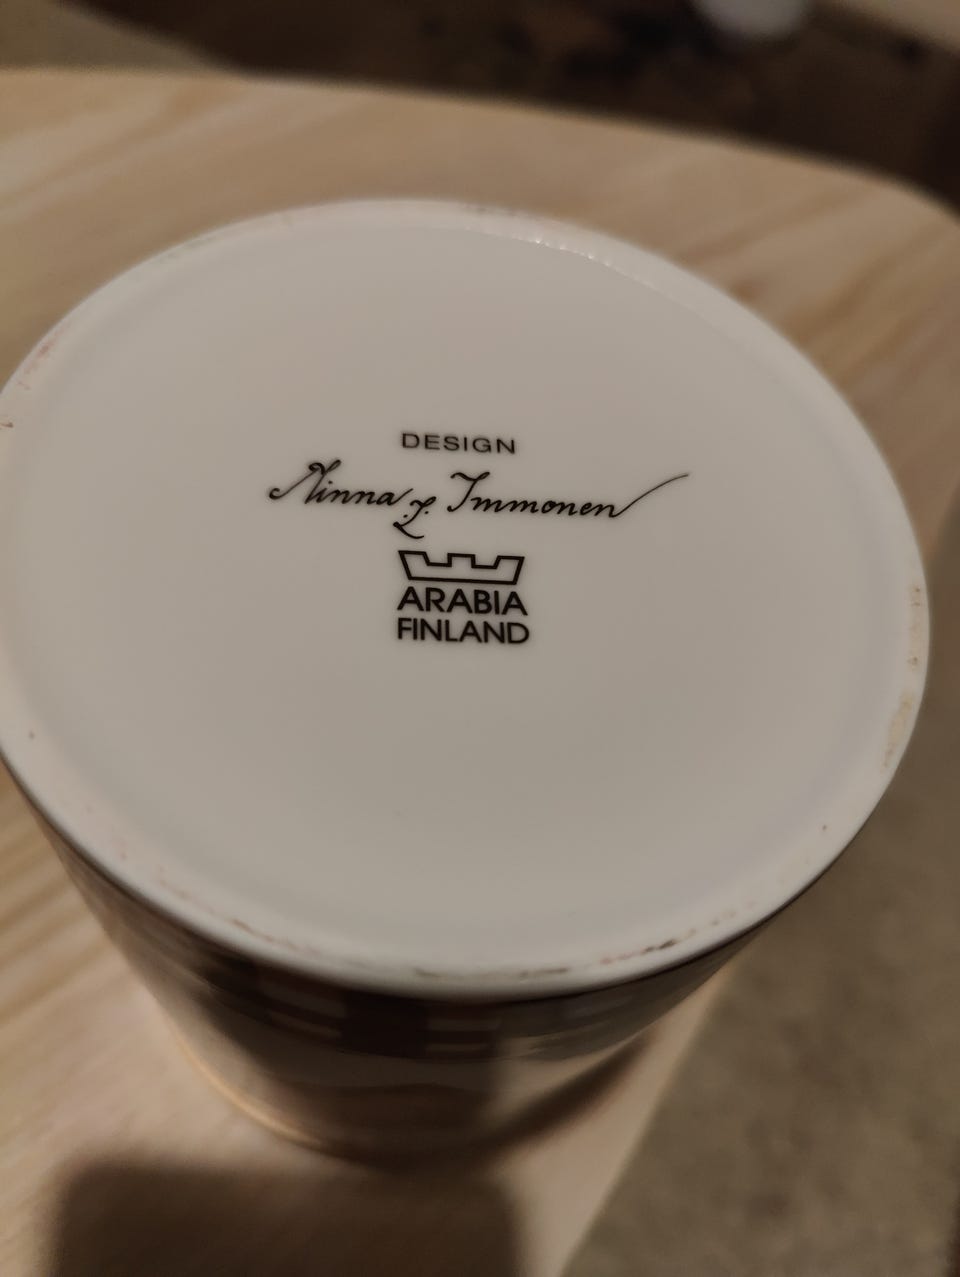 DESIGN
Minna L. Immonen
ARABIA
FINLAND